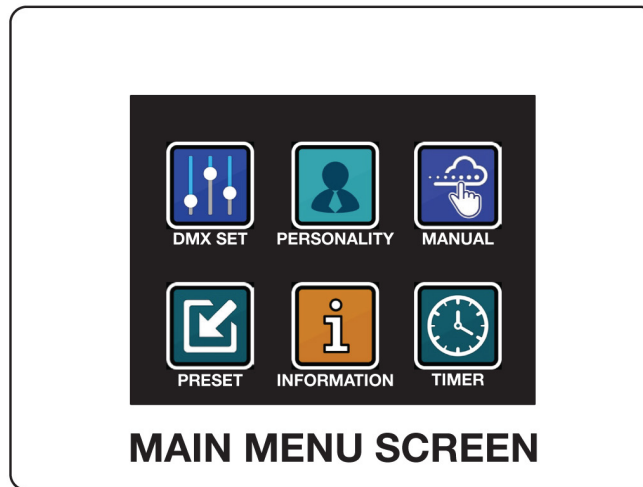 DMX SET PERSONALITY MANUAL
PRESET INFORMATION TIMER
MAIN MENU SCREEN